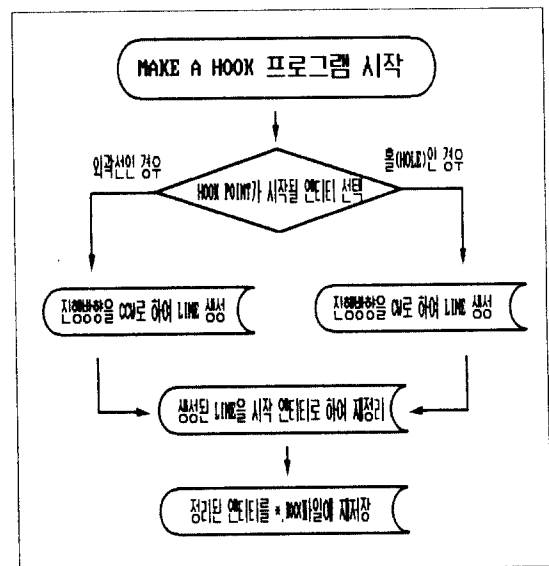 MAKE A HOOK 프로그램 시작
외곽선인 경우
홀(HOLE)인 경우
HOOK POINT가 시작될 엔티티 선택
진행방향을 CCW로 하여 LINE 생성
진행방향을 CW로 하여 LINE 생성
생성된 LINE을 시작 엔티티로 하여 재정리
정리된 엔티티를 재저장